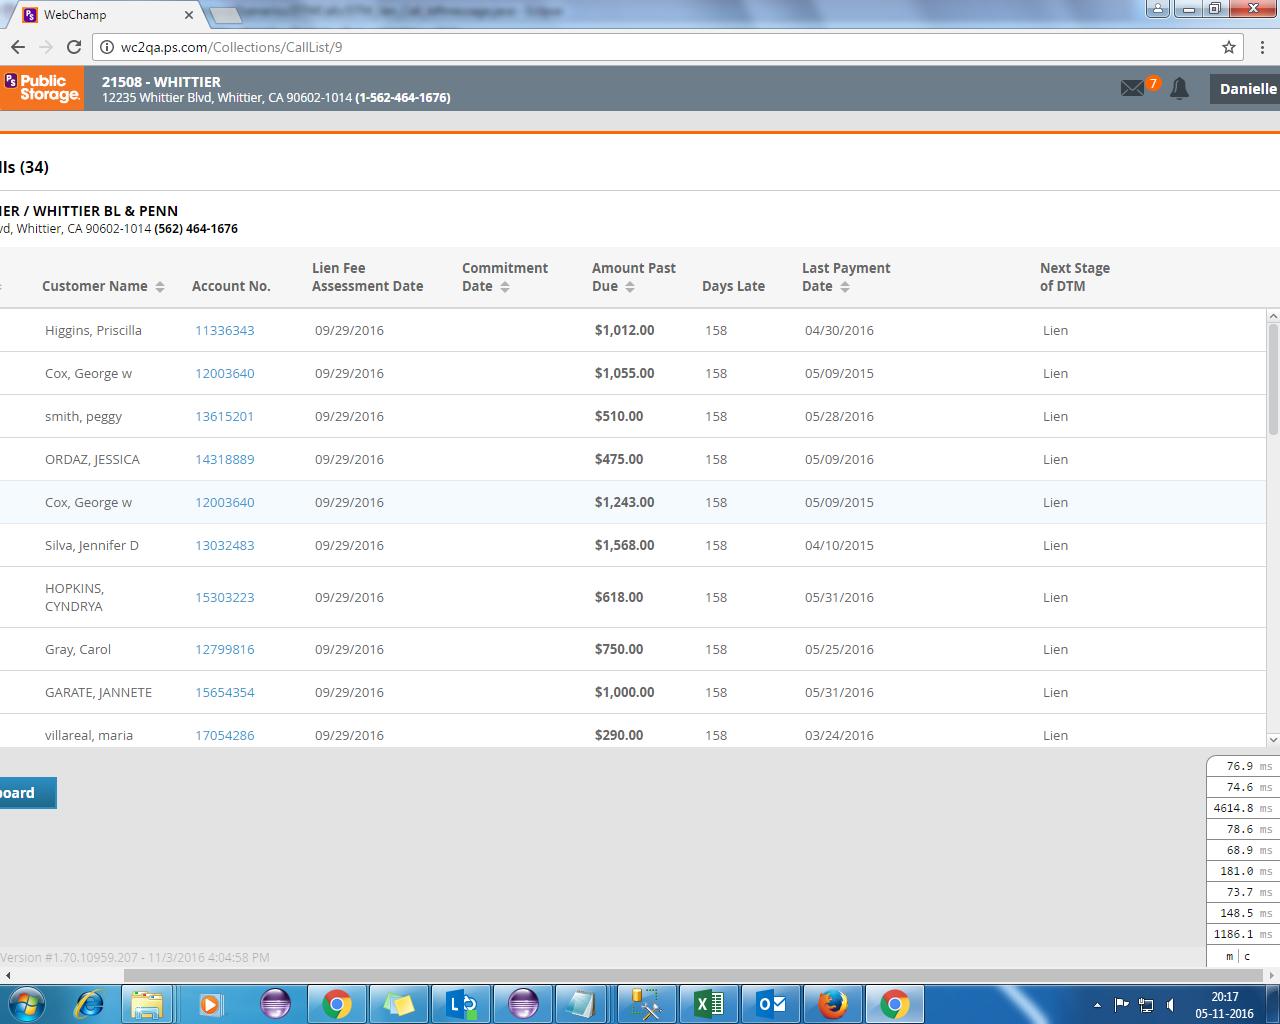 WebChamp
wc2qa.ps.com/Collections/CallList/9
PS Public Storage.
21508 - WHITTIER
12235 Whittier Blvd, Whittier, CA 90602-1014 (1-562-464-1676)
7
Danielle
lls (34)
IER / WHITTIER BL & PENN
vd, Whittier, CA 90602-1014 (562) 464-1676
Customer Name Account No. Lien Fee Assessment Date Commitment Date Amount Past Due Days Late Last Payment Date Next Stage of DTM
Higgins, Priscilla 11336343 09/29/2016 $1,012.00 158 04/30/2016 Lien
Cox, George w 12003640 09/29/2016 $1,055.00 158 05/09/2015 Lien
smith, peggy 13615201 09/29/2016 $510.00 158 05/28/2016 Lien
ORDAZ, JESSICA 14318889 09/29/2016 $475.00 158 05/09/2016 Lien
Cox, George w 12003640 09/29/2016 $1,243.00 158 05/09/2015 Lien
Silva, Jennifer D 13032483 09/29/2016 $1,568.00 158 04/10/2015 Lien
HOPKINS, CYNDRYA 15303223 09/29/2016 $618.00 158 05/31/2016 Lien
Gray, Carol 12799816 09/29/2016 $750.00 158 05/25/2016 Lien
GARATE, JANNETE 15654354 09/29/2016 $1,000.00 158 05/31/2016 Lien
villareal, maria 17054286 09/29/2016 $290.00 158 03/24/2016 Lien
board
76.9 ms
74.6 ms
4614.8 ms
78.6 ms
68.9 ms
181.0 ms
73.7 ms
148.5 ms
1186.1 ms
m | c
Version #1.70.10959.207 - 11/3/2016 4:04:58 PM
20:17
05-11-2016